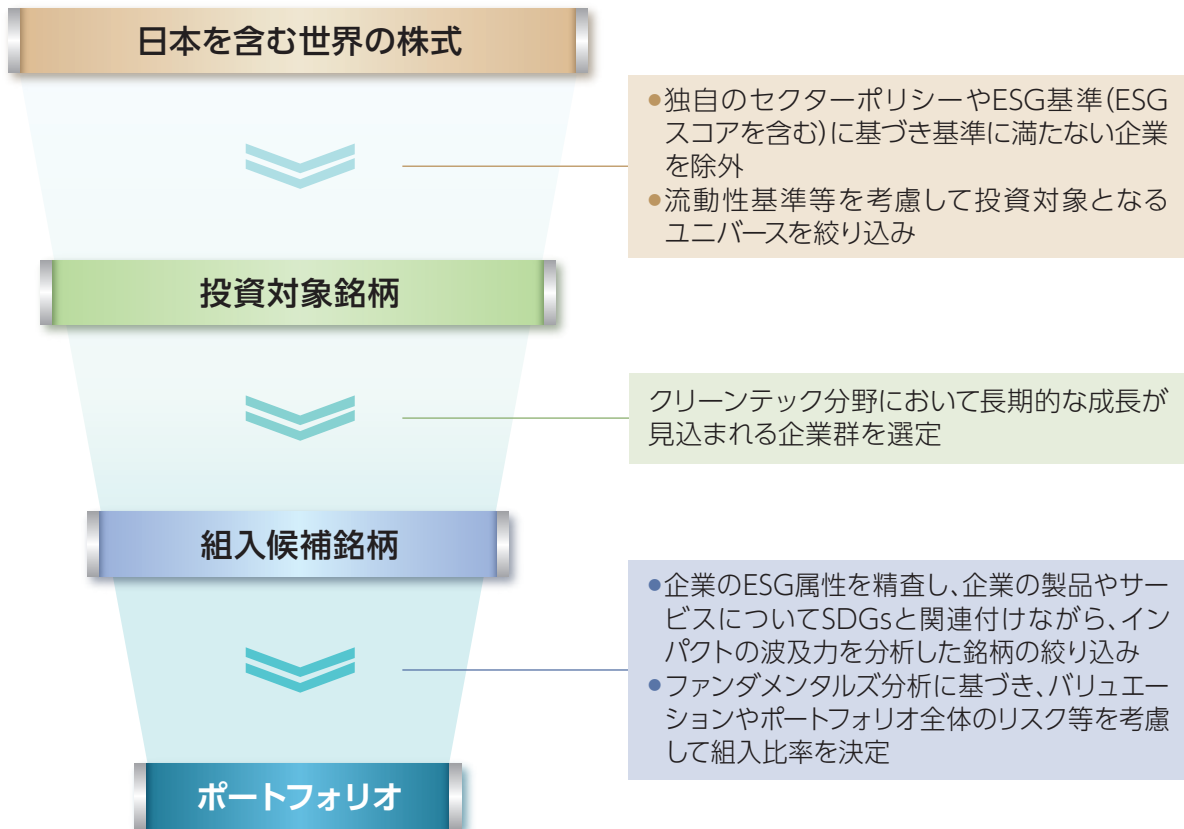 日本を含む世界の株式
●独自のセクターポリシーやESG基準(ESG
スコアを含む)に基づき基準に満たない企業
を除外
●流動性基準等を考慮して投資対象となる
ユニバースを絞り込み
投資対象銘柄
クリーンテック分野において長期的な成長が
見込まれる企業群を選定
組入候補銘柄
●企業のESG属性を精査し、企業の製品やサー
ビスについてSDGsと関連付けながら、イン
パクトの波及力を分析した銘柄の絞り込み
●ファンダメンタルズ分析に基づき、バリュエー
ションやポートフォリオ全体のリスク等を考慮
して組入比率を決定
ポートフォリオ